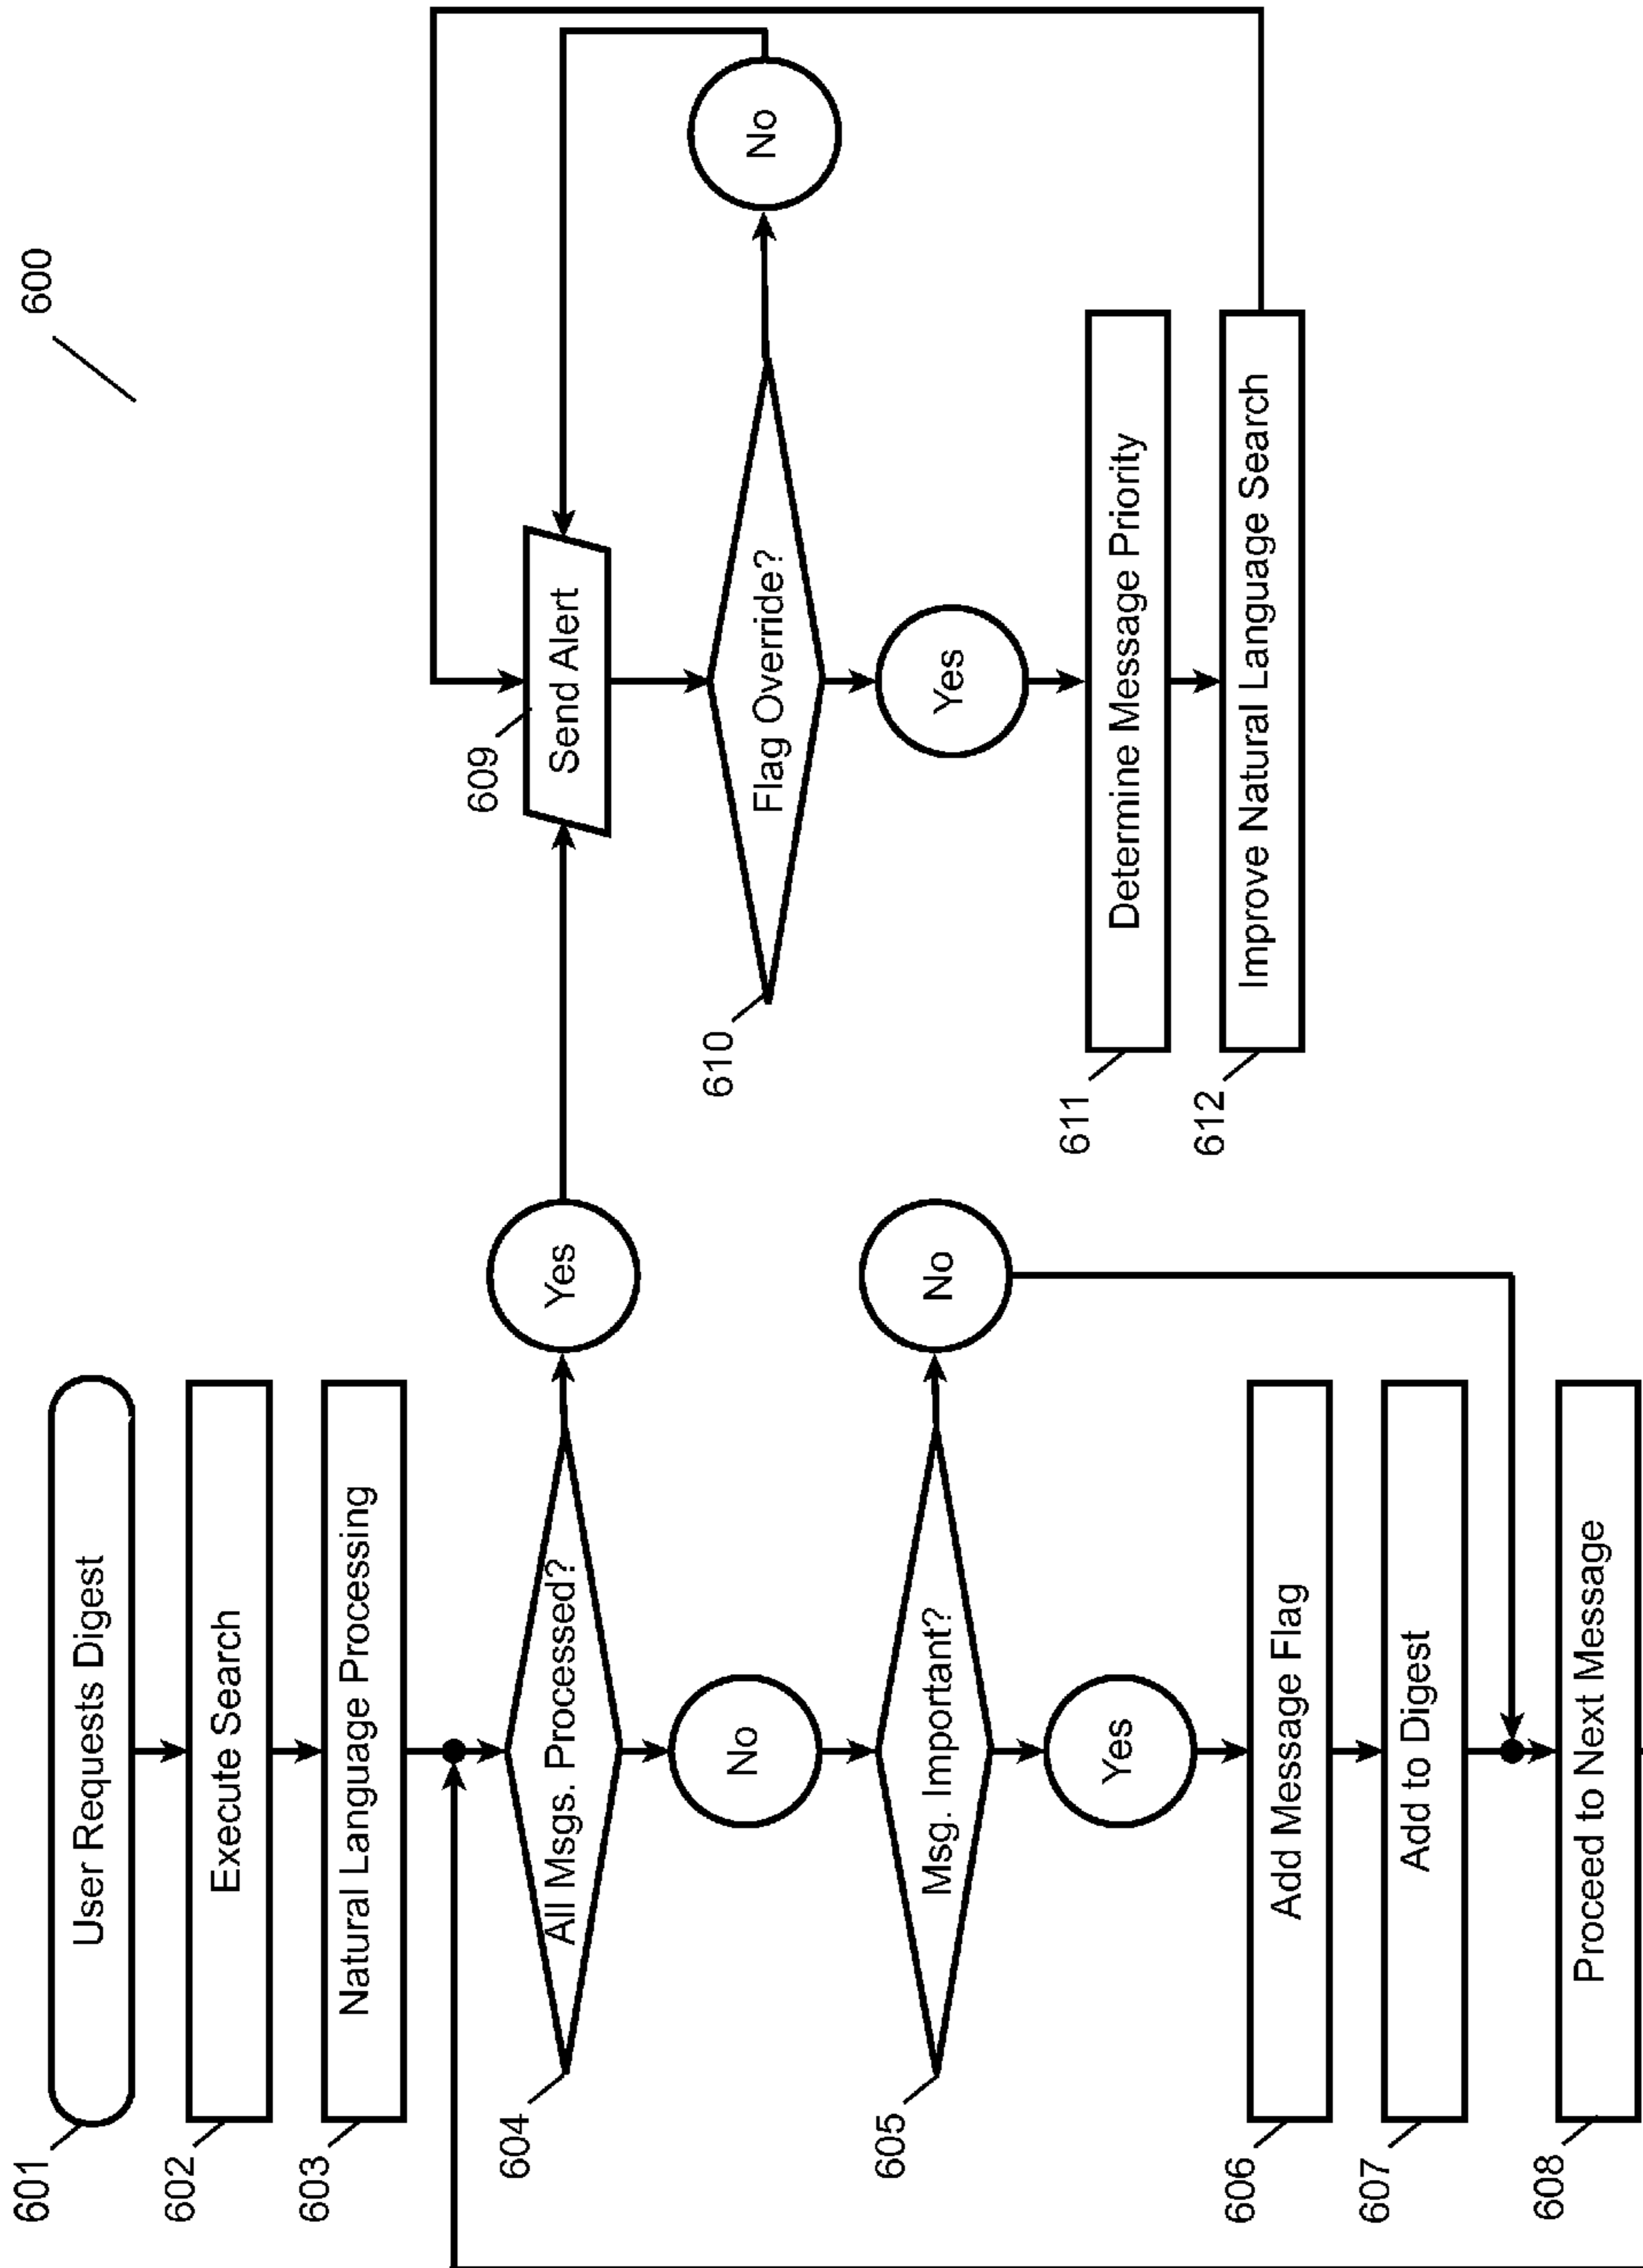 600
601
User Requests Digest
602
Execute Search
603
Natural Language Processing
604
All Msgs. Processed?
Yes
No
605
Msg. Important?
No
Yes
606
Add Message Flag
607
Add to Digest
608
Proceed to Next Message
609
Send Alert
610
Flag Override?
No
Yes
611
Determine Message Priority
612
Improve Natural Language Search